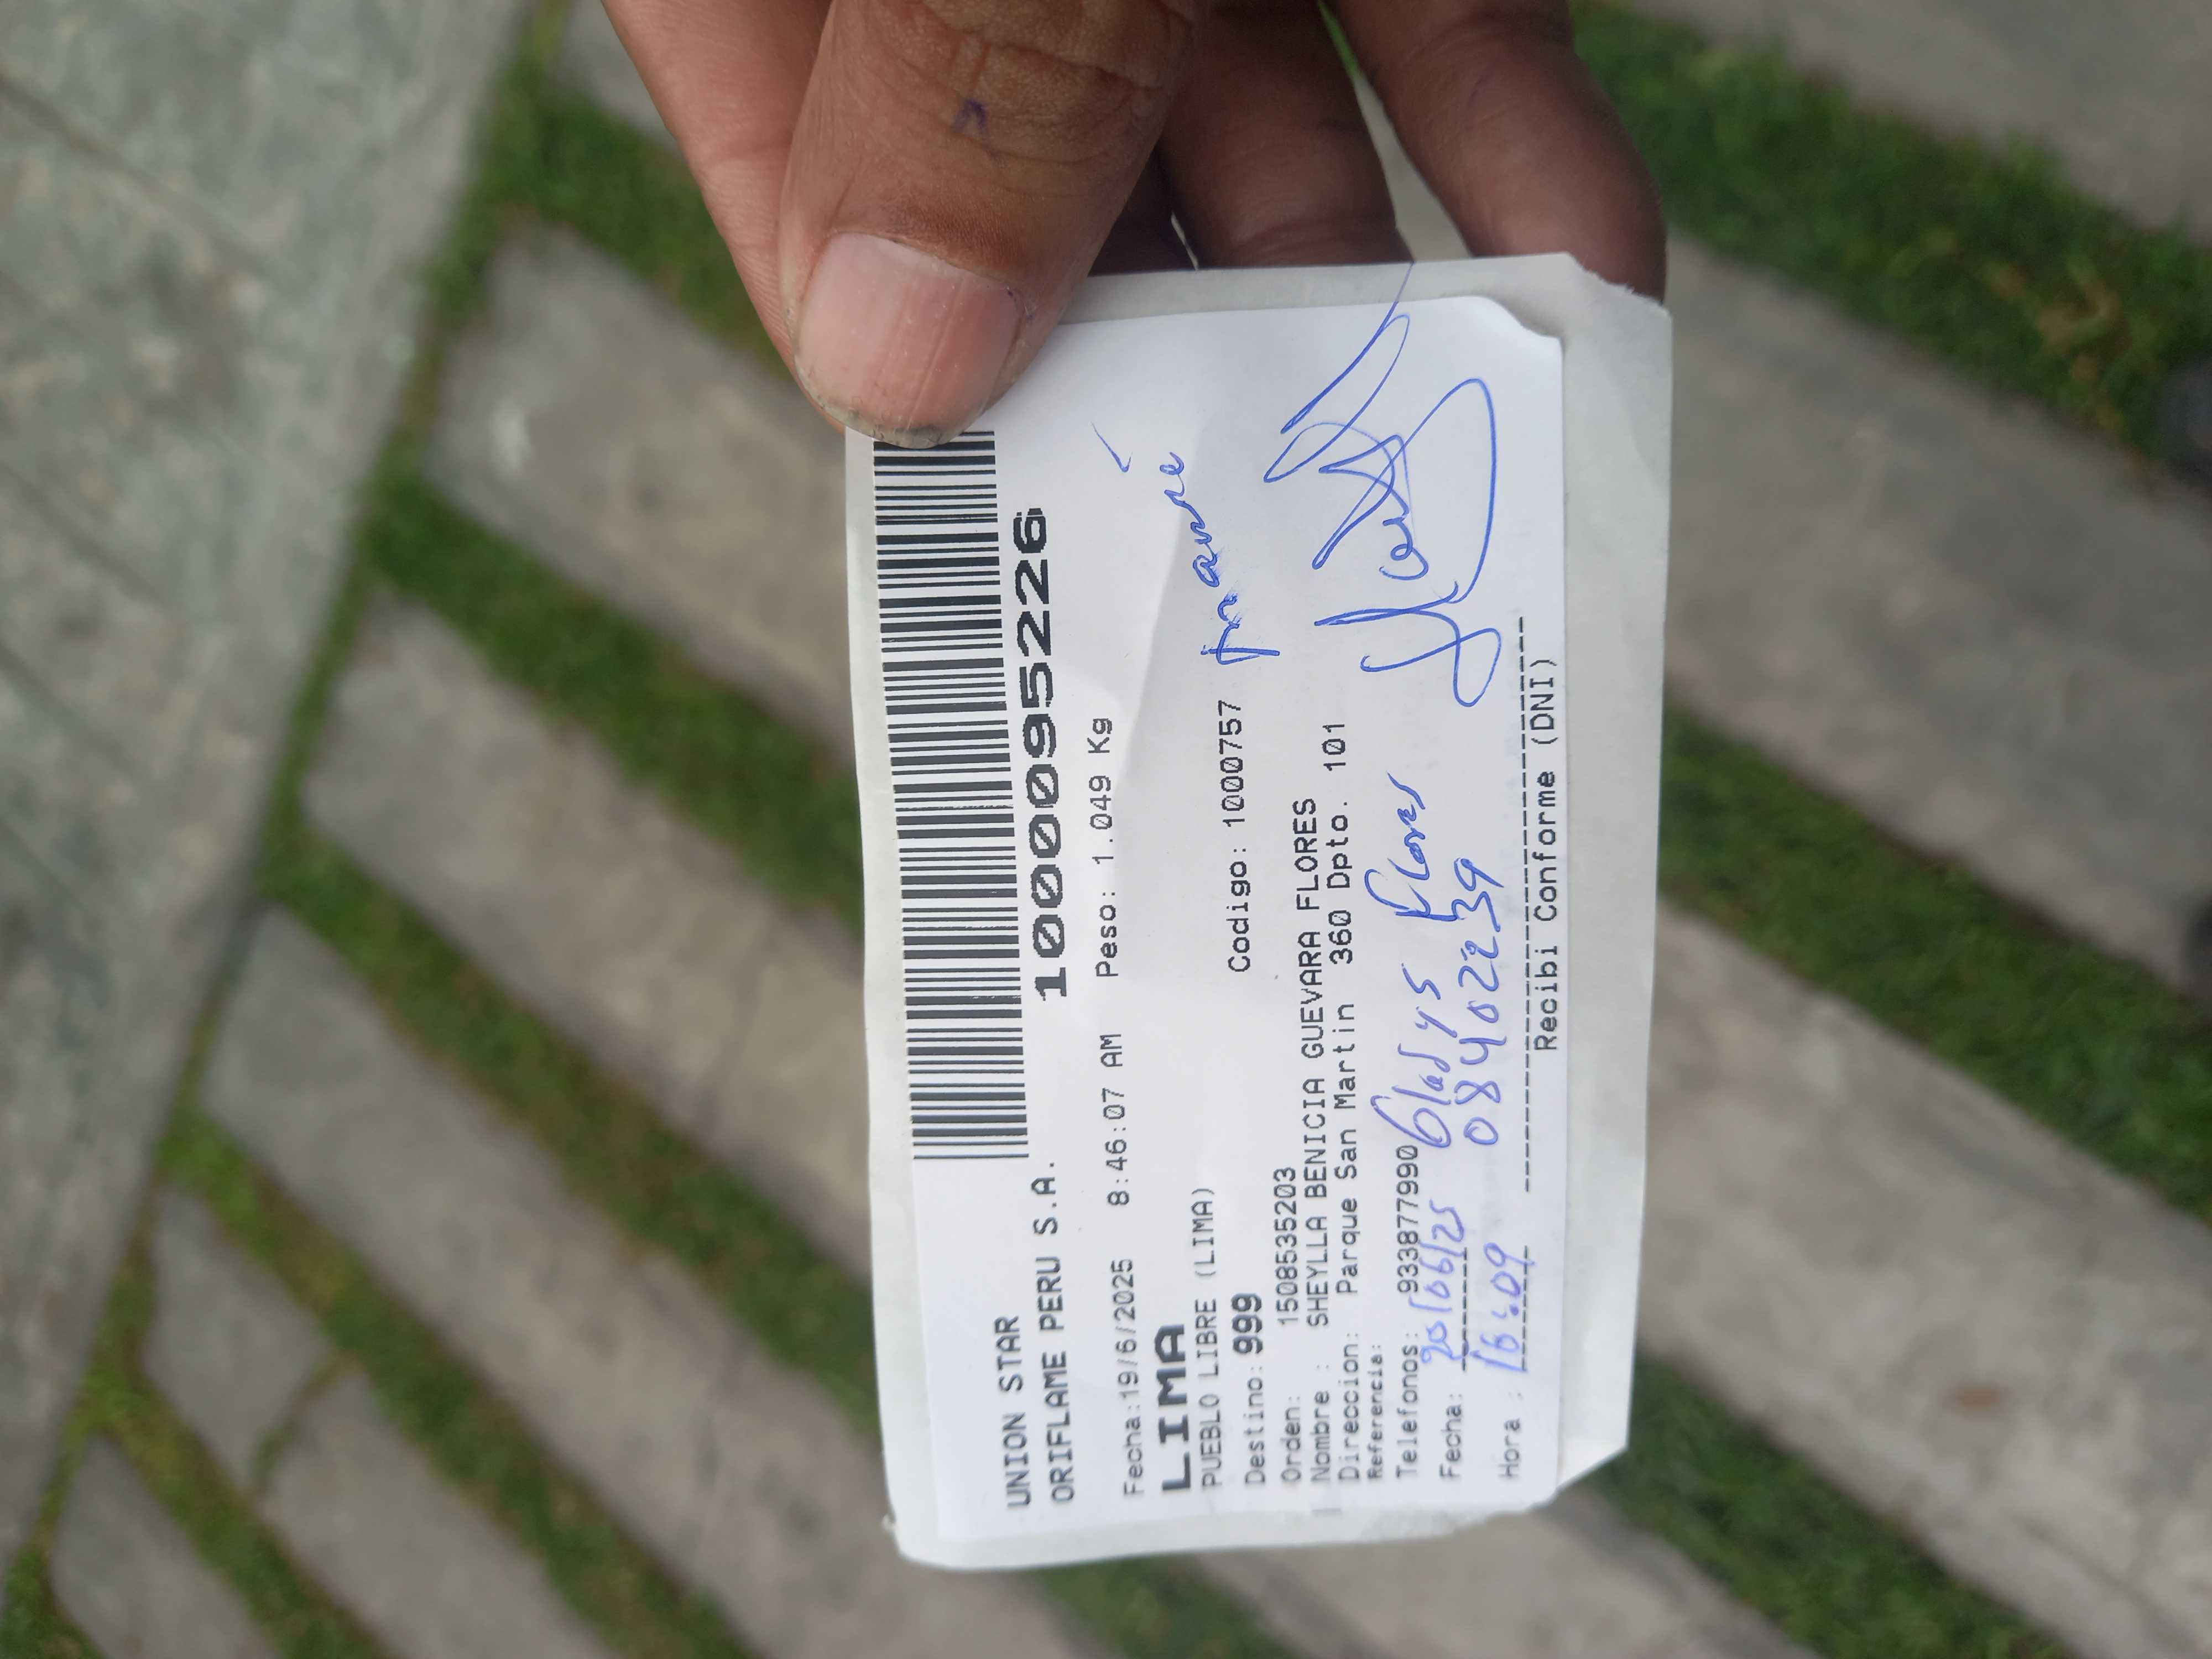 UNION STAR
ORIFLAME PERU S.A.
10000095226
Fecha:19/6/2025 8:46:07 AM Peso: 1.049 Kg
LIMA
PUEBLO LIBRE (LIMA)
Destino: 999 Codigo: 1000757
Orden: 1508535203
Nombre : SHEYLLA BENICIA GUEVARA FLORES
Direccion: Parque San Martin 360 Dpto. 101
Referencia:
Telefonos: 933877990
Gladys Flores
Fecha: 20/06/25 08402239
Hora : 16:09
Recibi Conforme (DNI)